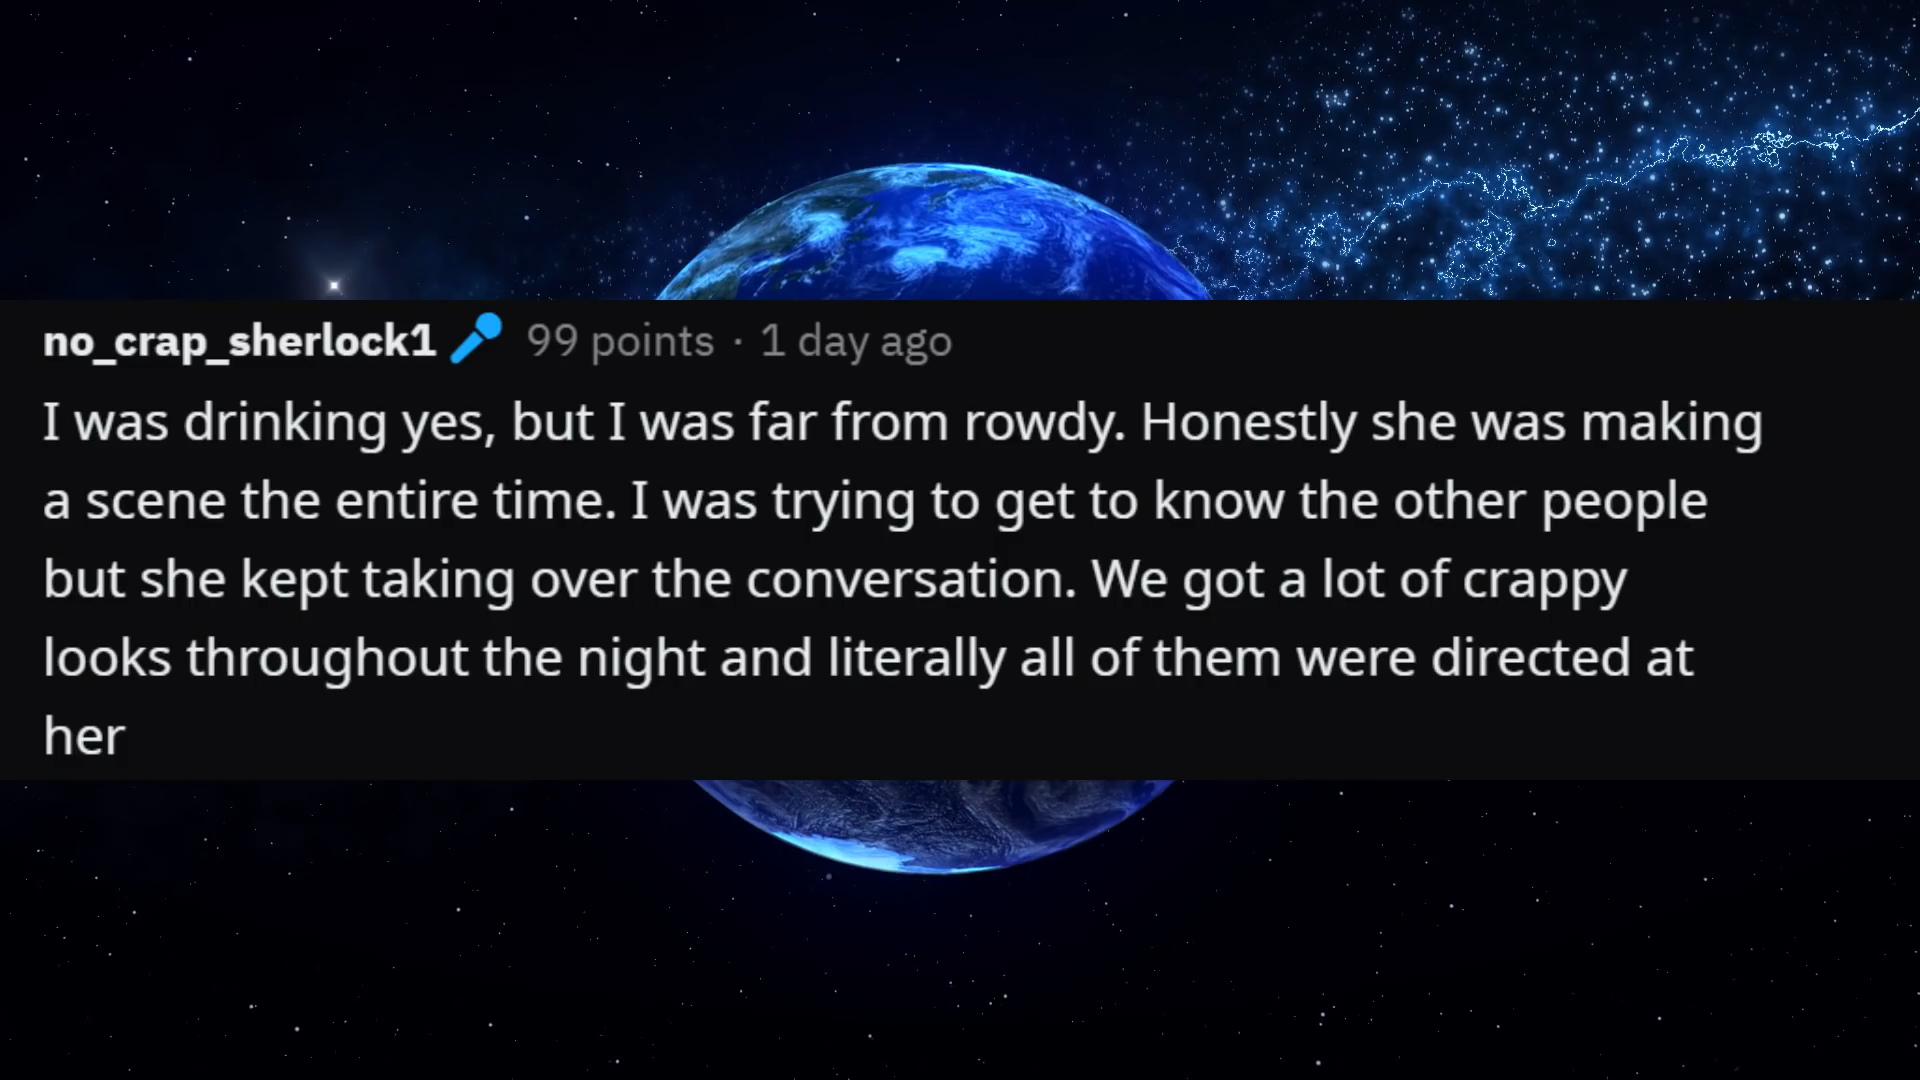 no_crap_sherlock1 🎤 99 points · 1 day ago
I was drinking yes, but I was far from rowdy. Honestly she was making
a scene the entire time. I was trying to get to know the other people
but she kept taking over the conversation. We got a lot of crappy
looks throughout the night and literally all of them were directed at
her